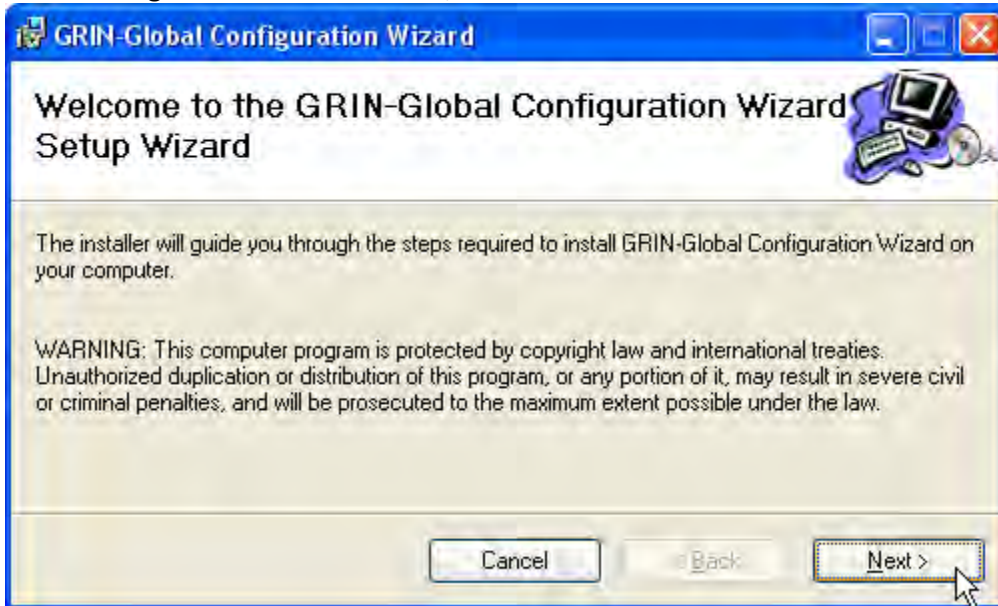 GRIN-Global Configuration Wizard
Welcome to the GRIN-Global Configuration Wizard
Setup Wizard
The installer will guide you through the steps required to install GRIN-Global Configuration Wizard on
your computer.
WARNING: This computer program is protected by copyright law and international treaties.
Unauthorized duplication or distribution of this program, or any portion of it, may result in severe civil
or criminal penalties, and will be prosecuted to the maximum extent possible under the law.
Cancel < Back Next >